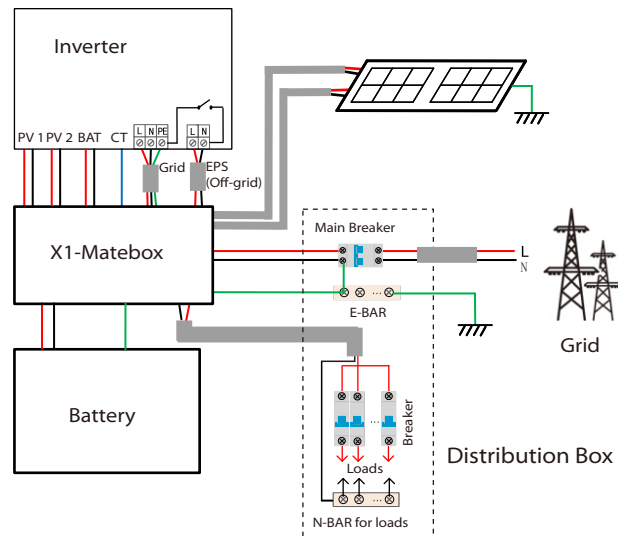 Inverter
L N PE
L N
PV 1 PV 2 BAT CT
Grid
EPS
(Off-grid)
X1-Matebox
Main Breaker
L
N
E-BAR
Grid
Battery
Breaker
...
...
...
Loads
Distribution Box
N-BAR for loads